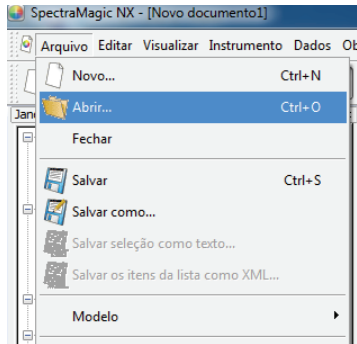 SpectraMagic NX - [Novo documento1]
Arquivo Editar Visualizar Instrumento Dados
Novo... Ctrl+N
Abrir... Ctrl+O
Fechar
Salvar Ctrl+S
Salvar como...
Salvar seleção como texto...
Salvar os itens da lista como XML...
Modelo